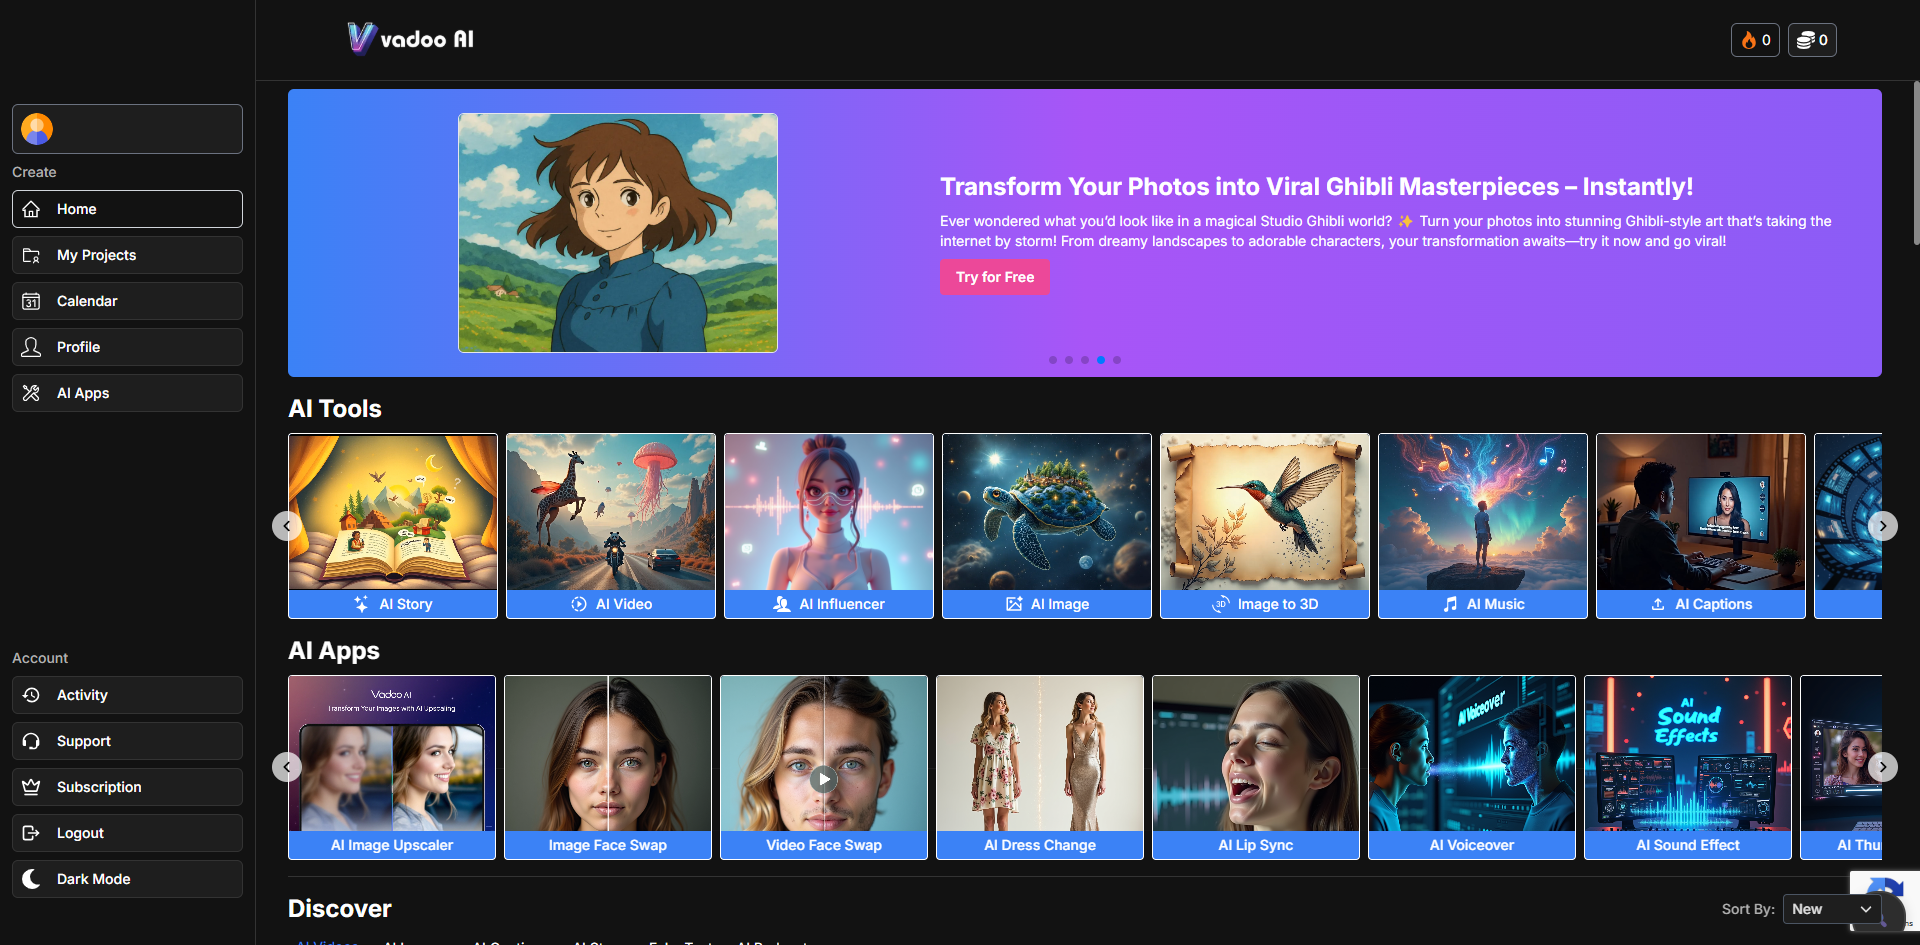 vadoo AI
0
0
Create
Home
My Projects
Calendar
Profile
AI Apps
Account
Activity
Support
Subscription
Logout
Dark Mode
Transform Your Photos into Viral Ghibli Masterpieces – Instantly!
Ever wondered what you'd look like in a magical Studio Ghibli world? ✨ Turn your photos into stunning Ghibli-style art that's taking the
internet by storm! From dreamy landscapes to adorable characters, your transformation awaits—try it now and go viral!
Try for Free
AI Tools
AI Story
AI Video
AI Influencer
AI Image
3D
Image to 3D
AI Music
AI Captions
AI Apps
Vadoo AI
Transform Your Images with AI Upscaling
AI Voiceover
AI
Sound
Effects
AI Image Upscaler
Image Face Swap
Video Face Swap
AI Dress Change
AI Lip Sync
AI Voiceover
AI Sound Effect
AI Thu
Discover
Sort By:
New
AI Videos